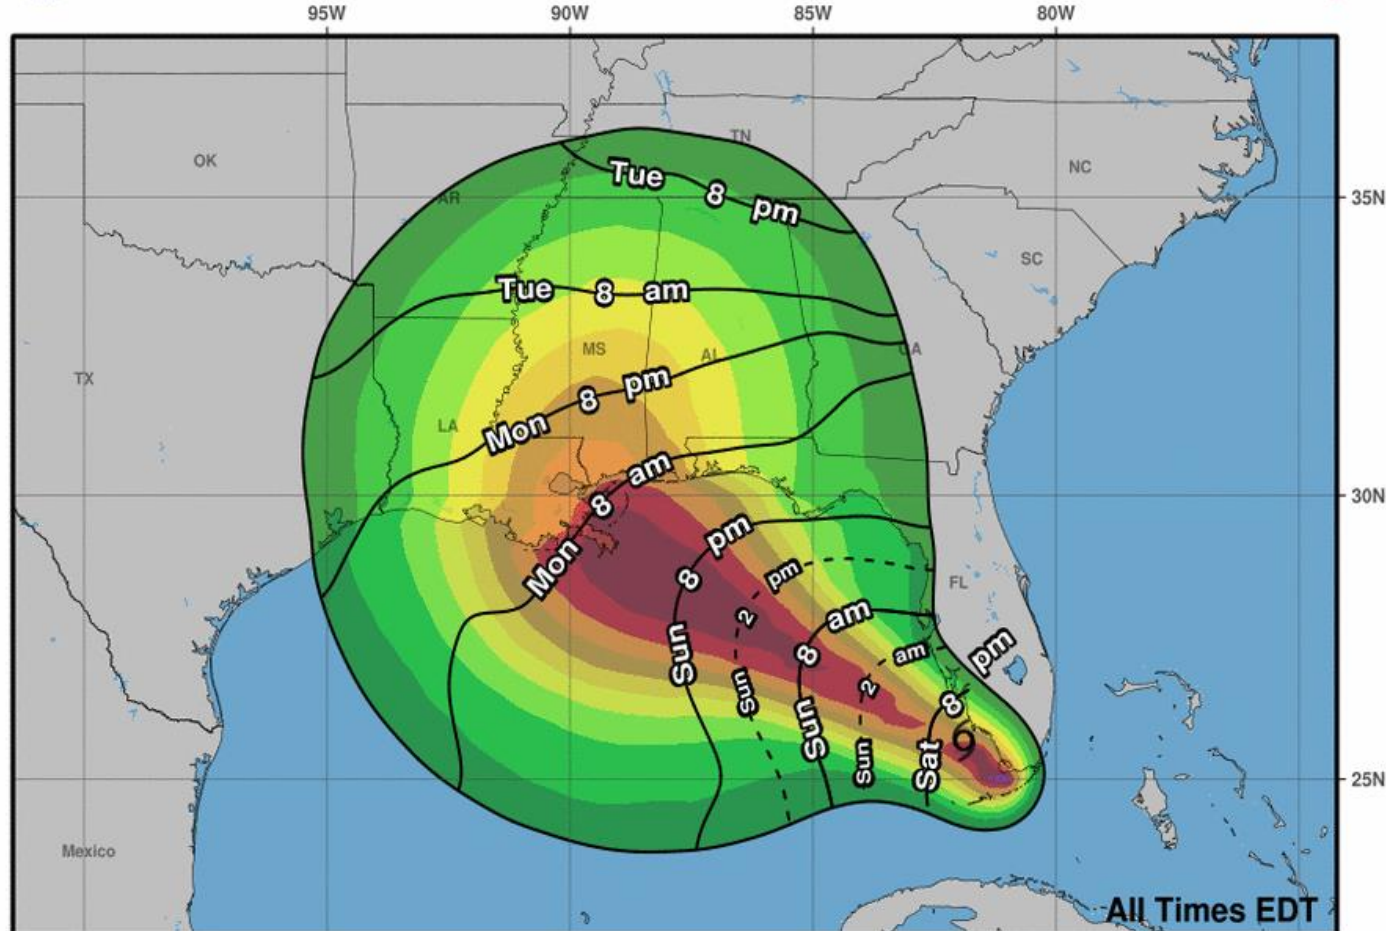 95W 90W 85W 80W
TN
OK
NC
Tue 8 pm
AR
35N
SC
Tue 8 am
MS
AL
GA
TX
Mon 8 pm
LA
Mon 8 am
30N
Sun 8 pm
Sun 2 pm
FL
Sun 8 am
Sun 2 am
Sat 8 pm
25N
Mexico
All Times EDT